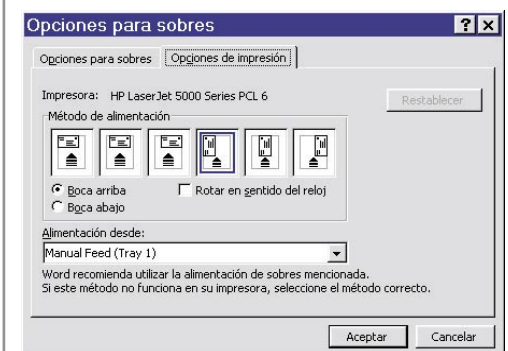 Opciones para sobres
Opciones para sobres Opciones de impresión
Impresora: HP LaserJet 5000 Series PCL 6
Restablecer
Método de alimentación
Boca arriba Rotar en sentido del reloj
Boca abajo
Alimentación desde:
Manual Feed (Tray 1)
Word recomienda utilizar la alimentación de sobres mencionada.
Si este método no funciona en su impresora, seleccione el método correcto.
Aceptar Cancelar